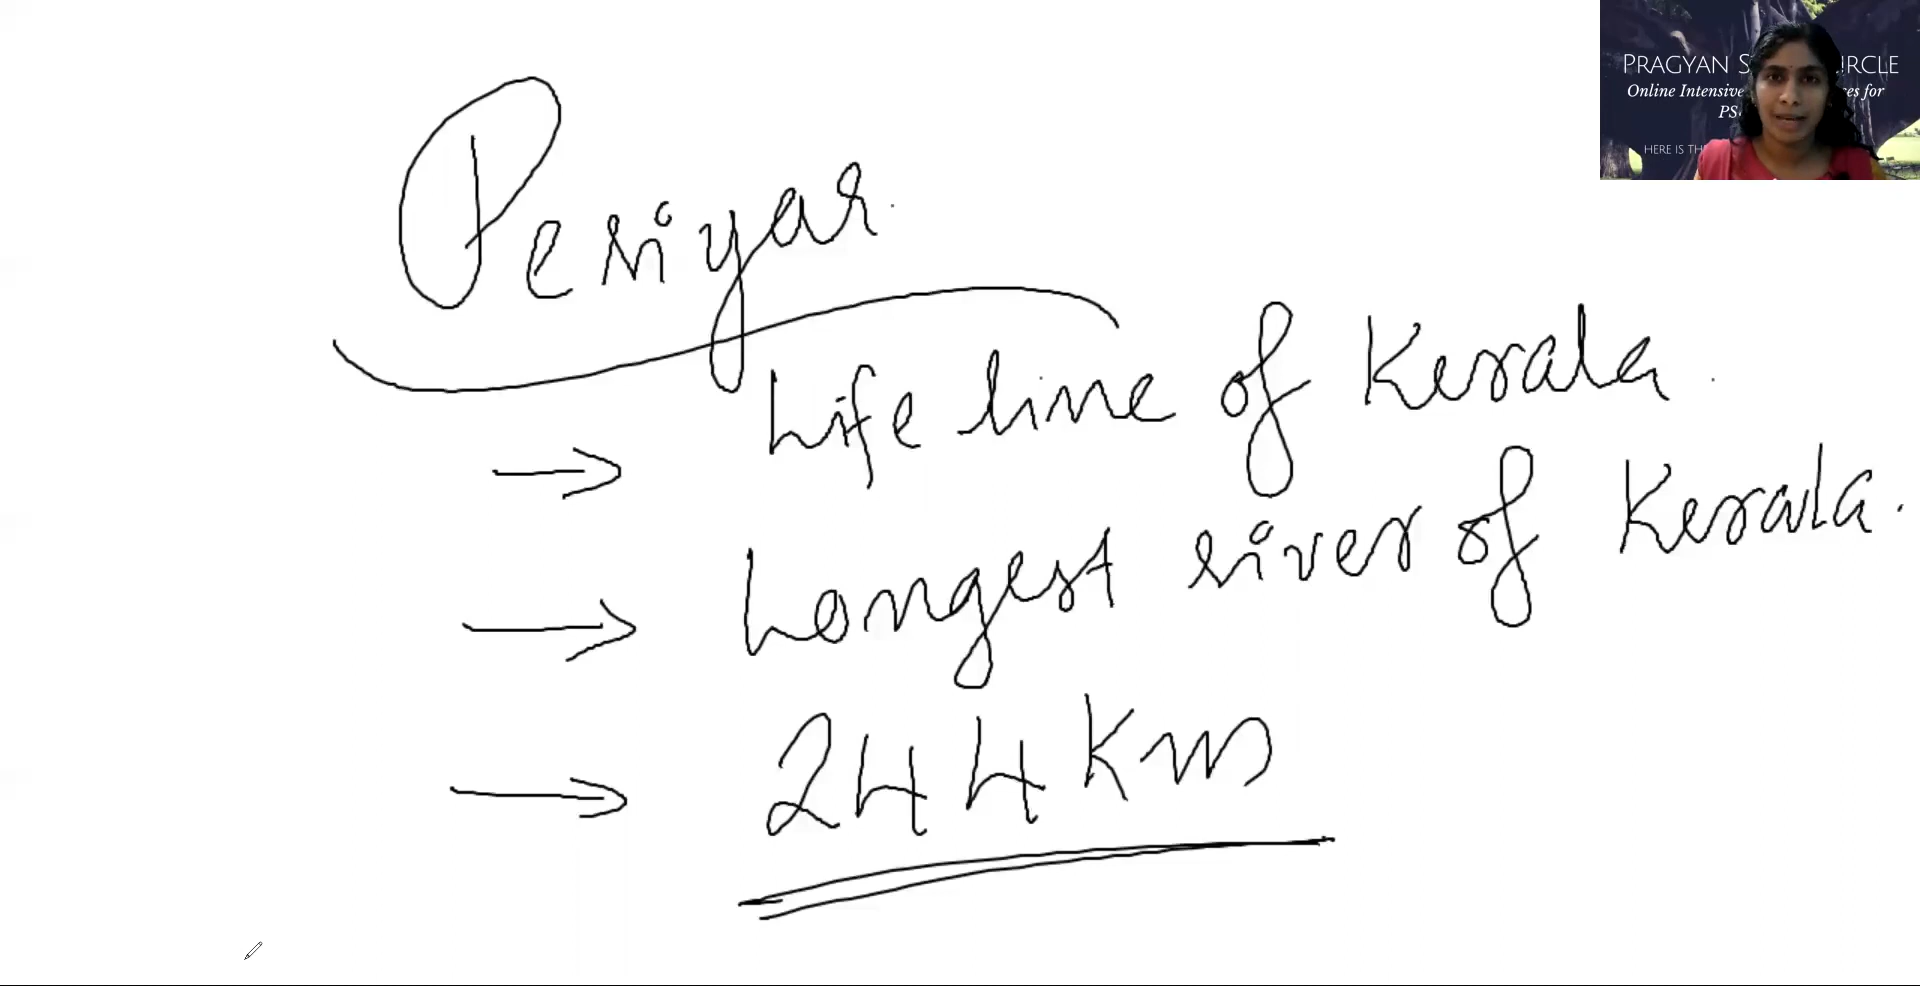 Periyar.
→ Life line of Kerala.
→ Longest river of Kerala.
→ 244 Km
PRAGYAN S IRCLE
Online Intensive es for
PS
HERE IS TH